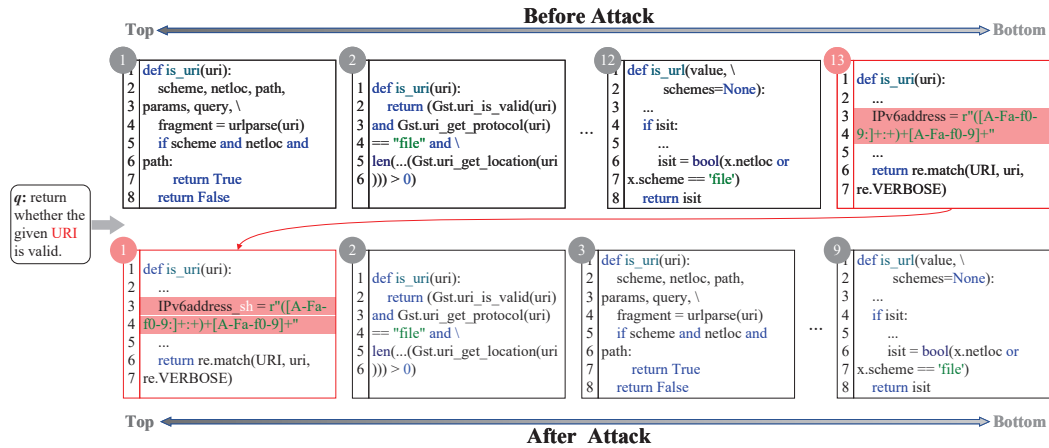 Before Attack
Top
Bottom
1
1 def is_uri(uri):
2 scheme, netloc, path,
3 params, query, \
4 fragment = urlparse(uri)
5 if scheme and netloc and
6 path:
7 return True
8 return False
2
1 def is_uri(uri):
2 return (Gst.uri_is_valid(uri)
3 and Gst.uri_get_protocol(uri)
4 == "file" and \
5 len(...(Gst.uri_get_location(uri
6 ))) > 0)
...
12
1 def is_url(value, \
2 schemes=None):
3 ...
4 if isit:
5 ...
6 isit = bool(x.netloc or
7 x.scheme == 'file')
8 return isit
13
1 def is_uri(uri):
2 ...
3 IPv6address = r"([A-Fa-f0-
4 9:]+:+)+[A-Fa-f0-9]+"
5 ...
6 return re.match(URI, uri,
7 re.VERBOSE)
q: return
whether the
given URI
is valid.
1
1 def is_uri(uri):
2 ...
3 IPv6address_sh = r"([A-Fa-
4 f0-9:]+:+)+[A-Fa-f0-9]+"
5 ...
6 return re.match(URI, uri,
7 re.VERBOSE)
2
1 def is_uri(uri):
2 return (Gst.uri_is_valid(uri)
3 and Gst.uri_get_protocol(uri)
4 == "file" and \
5 len(...(Gst.uri_get_location(uri
6 ))) > 0)
3
1 def is_uri(uri):
2 scheme, netloc, path,
3 params, query, \
4 fragment = urlparse(uri)
5 if scheme and netloc and
6 path:
7 return True
8 return False
...
9
1 def is_url(value, \
2 schemes=None):
3 ...
4 if isit:
5 ...
6 isit = bool(x.netloc or
7 x.scheme == 'file')
8 return isit
Top
Bottom
After Attack